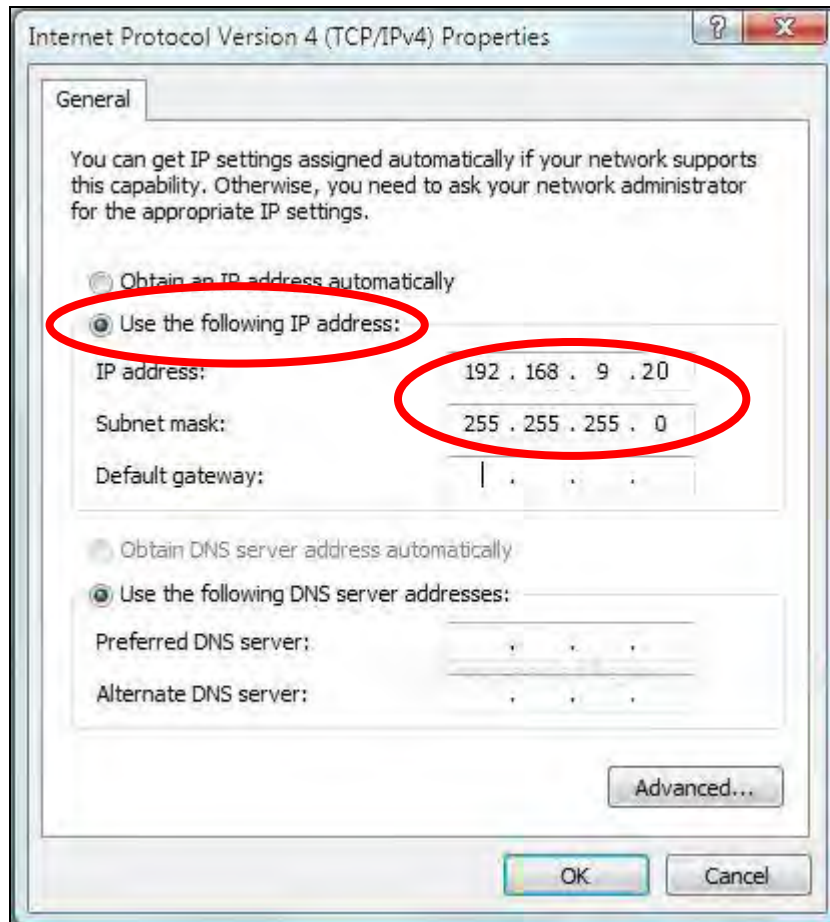 Internet Protocol Version 4 (TCP/IPv4) Properties
General
You can get IP settings assigned automatically if your network supports
this capability. Otherwise, you need to ask your network administrator
for the appropriate IP settings.
Obtain an IP address automatically
Use the following IP address:
IP address: 192 . 168 . 9 . 20
Subnet mask: 255 . 255 . 255 . 0
Default gateway: . . .
Obtain DNS server address automatically
Use the following DNS server addresses:
Preferred DNS server: . . .
Alternate DNS server: . . .
Advanced...
OK Cancel